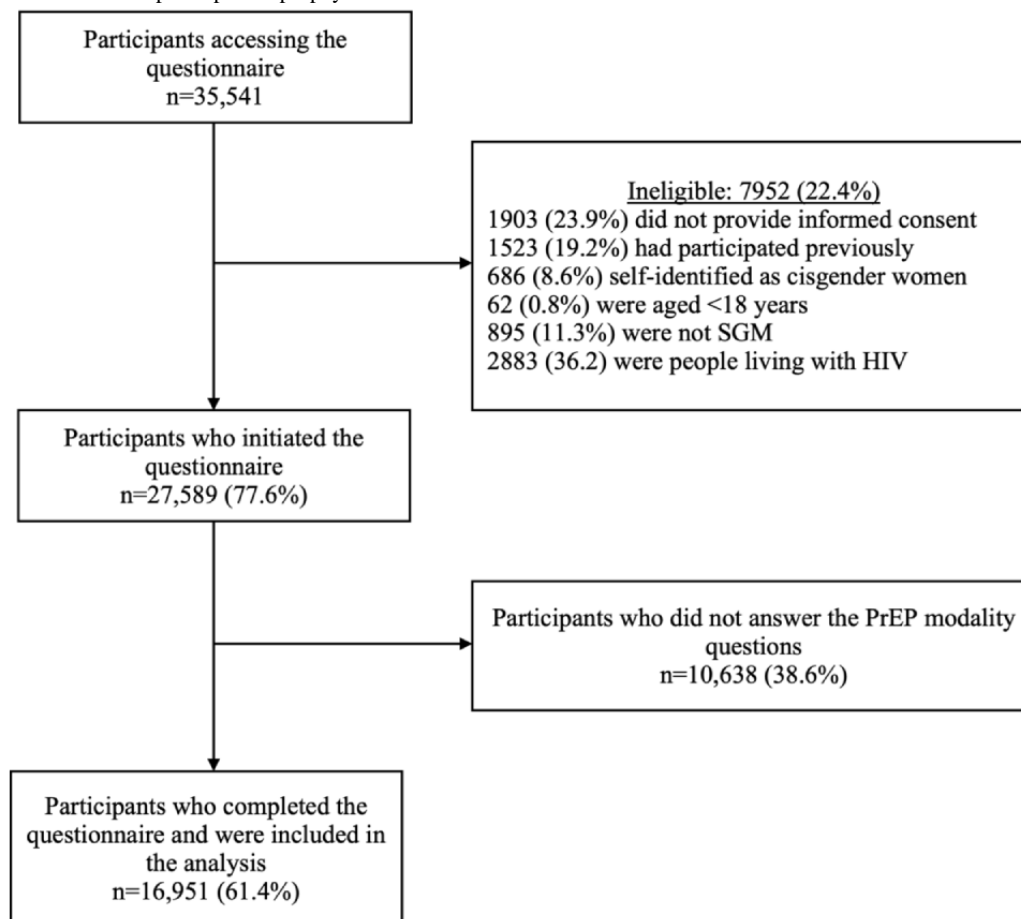 Participants accessing the
questionnaire
n=35,541
Ineligible: 7952 (22.4%)
1903 (23.9%) did not provide informed consent
1523 (19.2%) had participated previously
686 (8.6%) self-identified as cisgender women
62 (0.8%) were aged <18 years
895 (11.3%) were not SGM
2883 (36.2) were people living with HIV
Participants who initiated the
questionnaire
n=27,589 (77.6%)
Participants who did not answer the PrEP modality
questions
n=10,638 (38.6%)
Participants who completed the
questionnaire and were included in
the analysis
n=16,951 (61.4%)